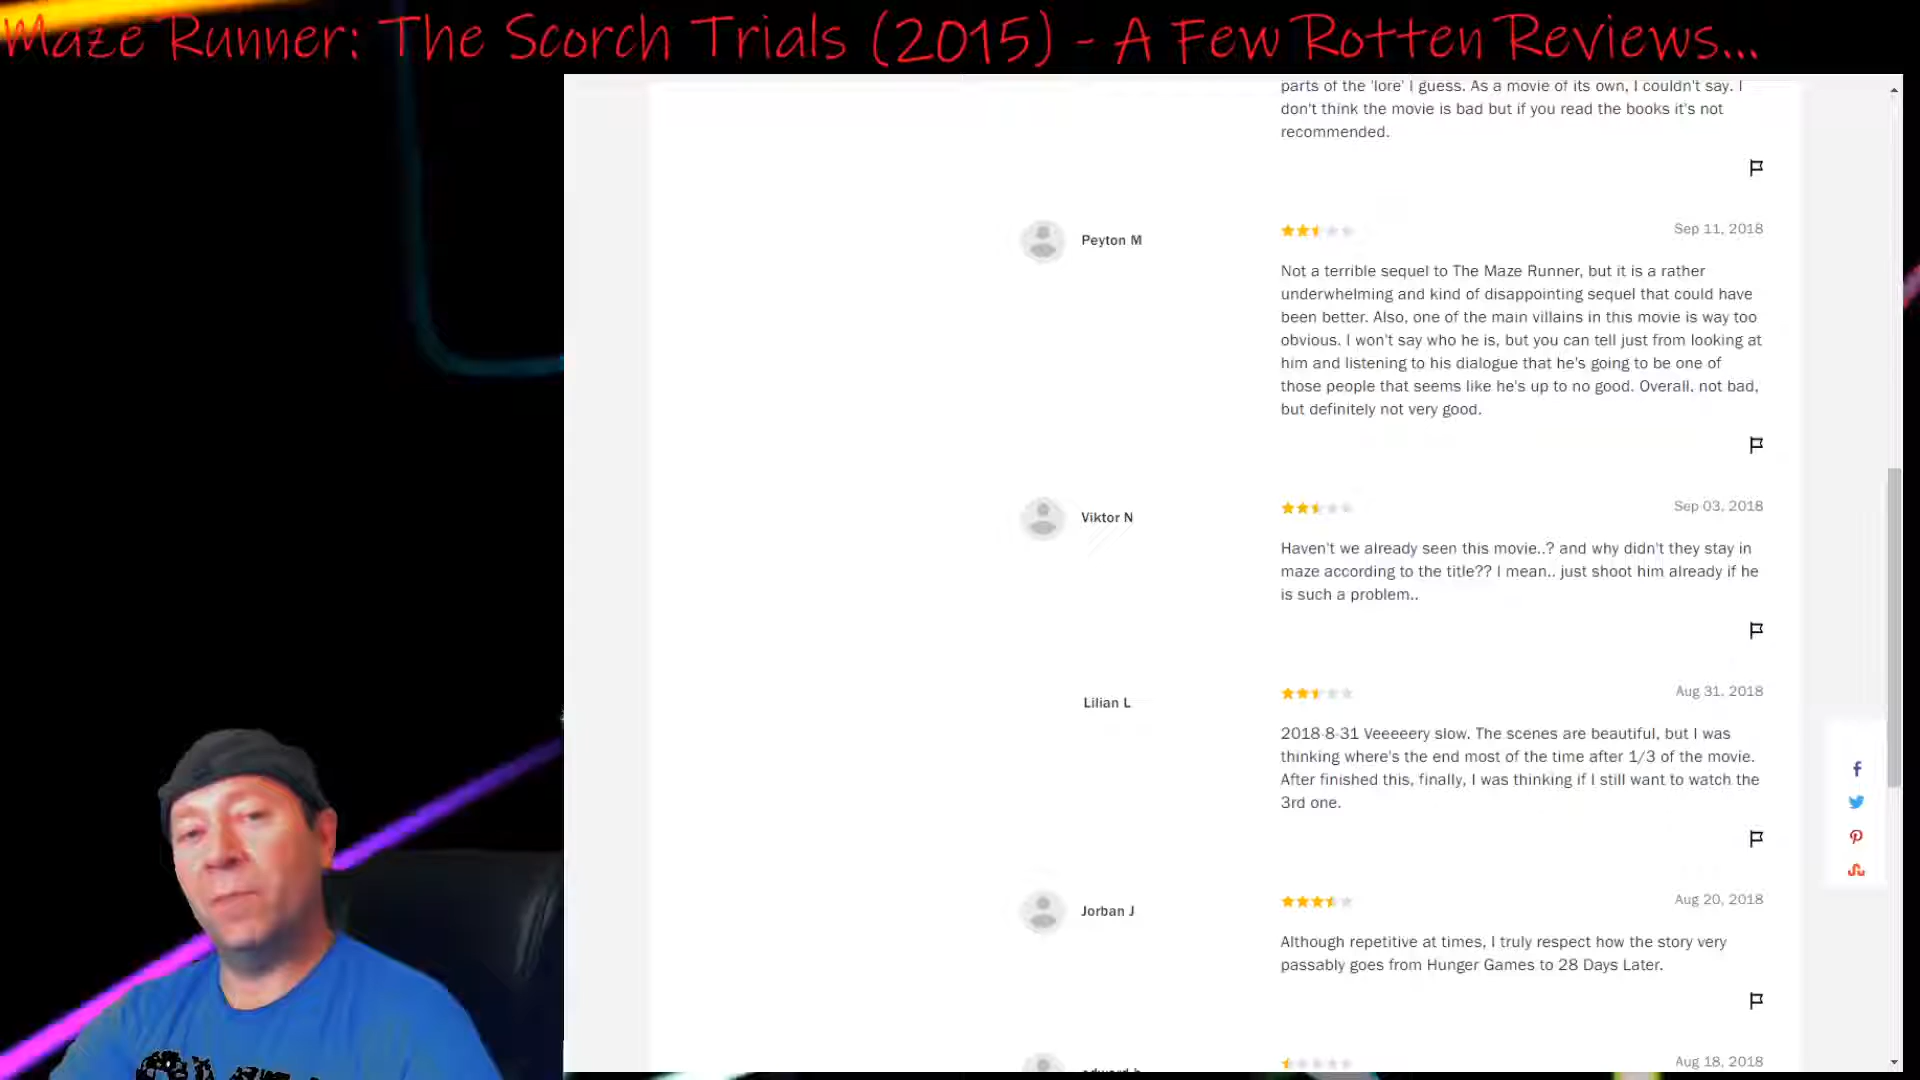 Maze Runner: The Scorch Trials (2015) - A Few Rotten Reviews...
parts of the 'lore' I guess. As a movie of its own, I couldn't say. I
don't think the movie is bad but if you read the books it's not
recommended.
Peyton M
Sep 11, 2018
Not a terrible sequel to The Maze Runner, but it is a rather
underwhelming and kind of disappointing sequel that could have
been better. Also, one of the main villains in this movie is way too
obvious. I won't say who he is, but you can tell just from looking at
him and listening to his dialogue that he's going to be one of
those people that seems like he's up to no good. Overall, not bad,
but definitely not very good.
Viktor N
Sep 03, 2018
Haven't we already seen this movie..? and why didn't they stay in
maze according to the title?? I mean.. just shoot him already if he
is such a problem..
Lilian L
Aug 31, 2018
2018-8-31 Veeeeery slow. The scenes are beautiful, but I was
thinking where's the end most of the time after 1/3 of the movie.
After finished this, finally, I was thinking if I still want to watch the
3rd one.
Jorban J
Aug 20, 2018
Although repetitive at times, I truly respect how the story very
passably goes from Hunger Games to 28 Days Later.
Aug 18, 2018